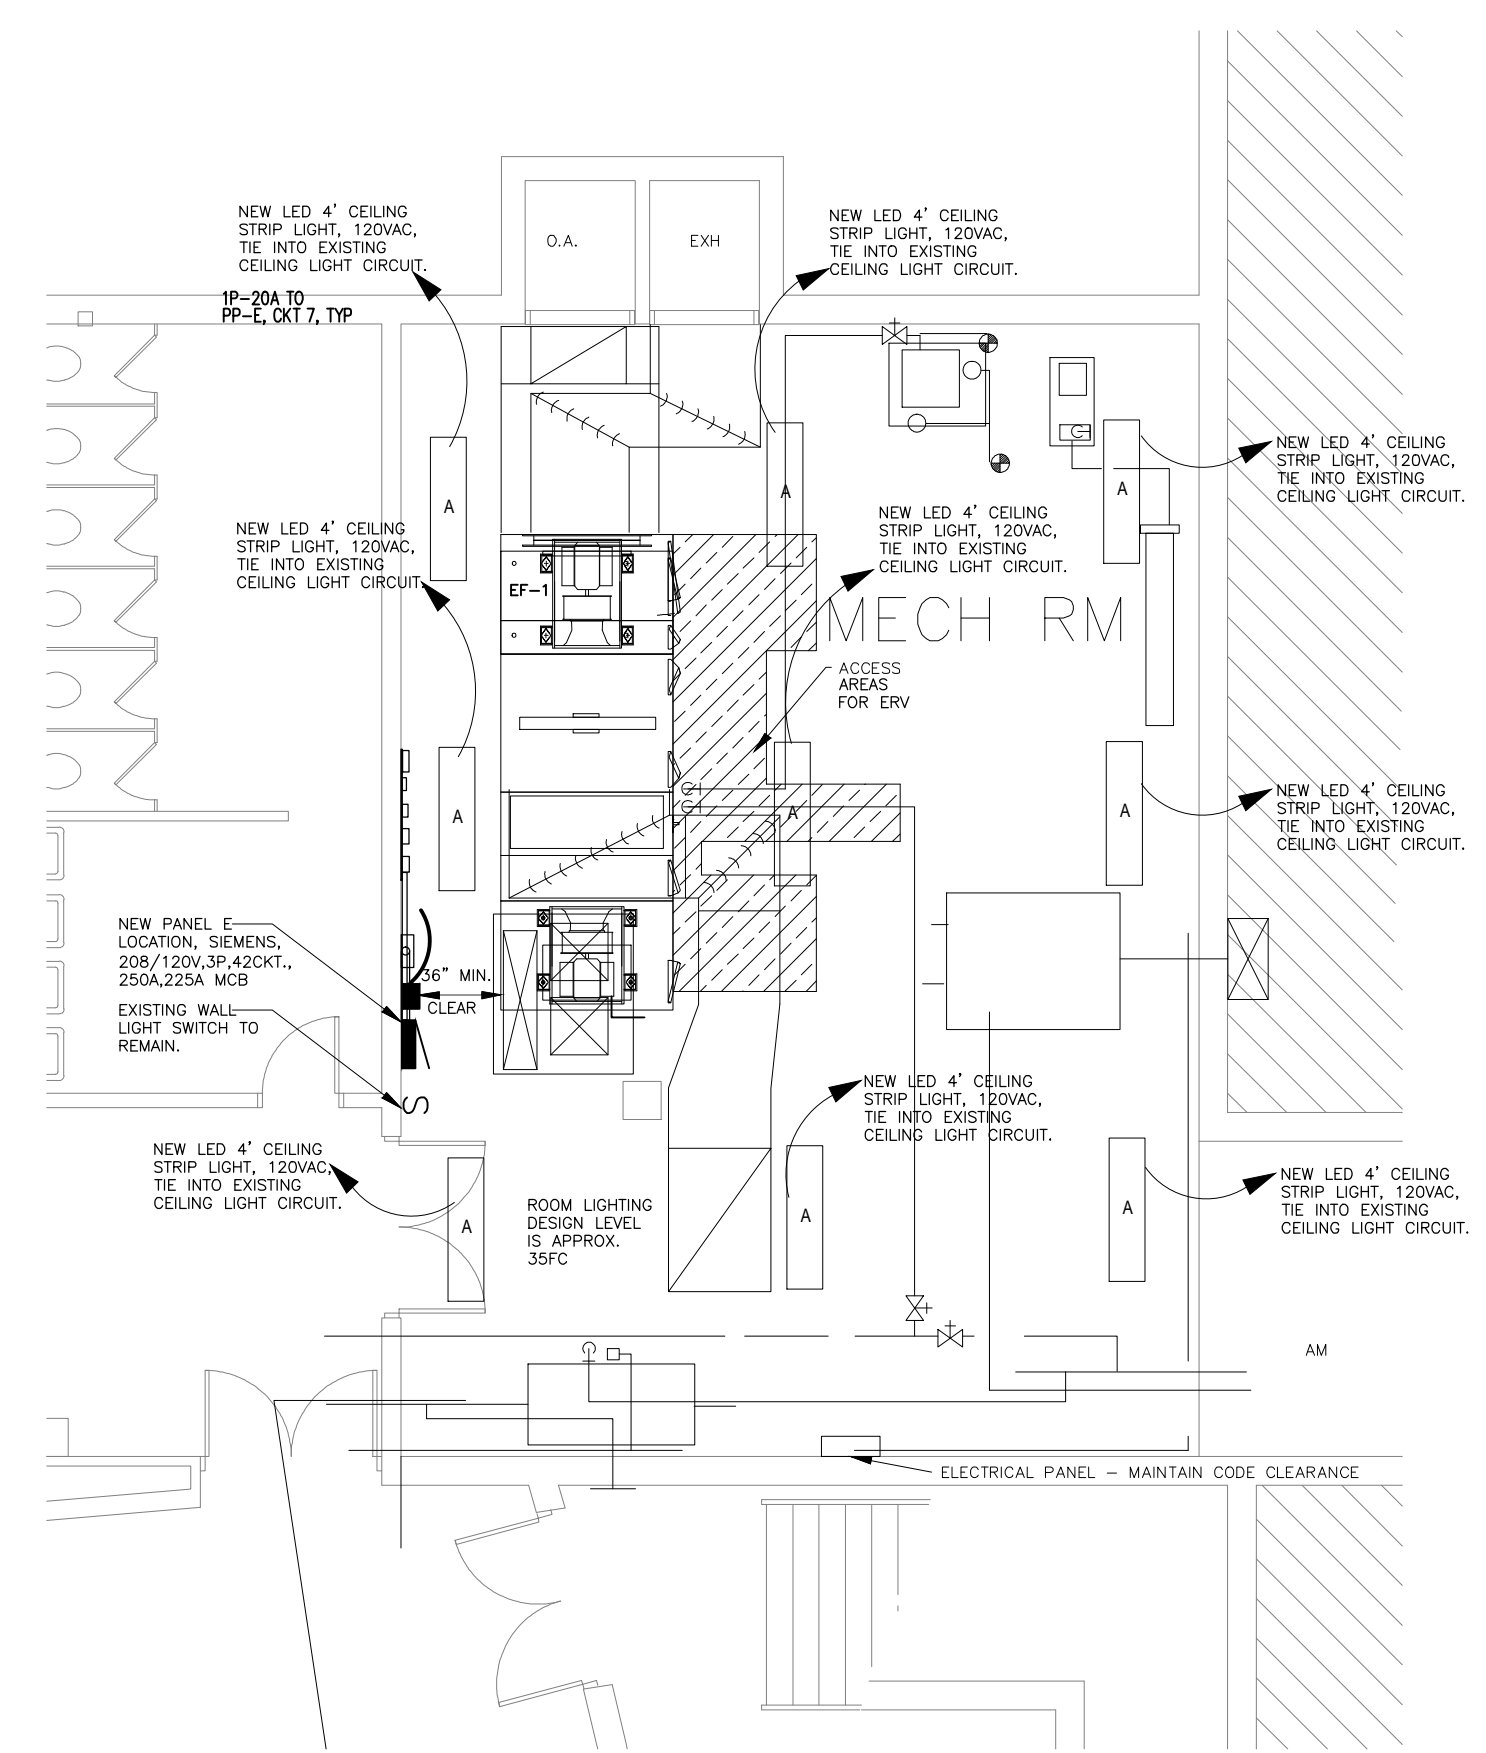 NEW LED 4' CEILING
STRIP LIGHT, 120VAC,
TIE INTO EXISTING
CEILING LIGHT CIRCUIT.
1P-20A TO
PP-E, CKT 7, TYP
O.A.
EXH
NEW LED 4' CEILING
STRIP LIGHT, 120VAC,
TIE INTO EXISTING
CEILING LIGHT CIRCUIT.
NEW LED 4' CEILING
STRIP LIGHT, 120VAC,
TIE INTO EXISTING
CEILING LIGHT CIRCUIT.
A
A
A
NEW LED 4' CEILING
STRIP LIGHT, 120VAC,
TIE INTO EXISTING
CEILING LIGHT CIRCUIT.
NEW LED 4' CEILING
STRIP LIGHT, 120VAC,
TIE INTO EXISTING
CEILING LIGHT CIRCUIT.
EF-1
MECH RM
ACCESS
AREAS
FOR ERV
NEW LED 4' CEILING
STRIP LIGHT, 120VAC,
TIE INTO EXISTING
CEILING LIGHT CIRCUIT.
A
A
A
NEW PANEL E
LOCATION, SIEMENS,
208/120V,3P,42CKT.,
250A,225A MCB
EXISTING WALL
LIGHT SWITCH TO
REMAIN.
36" MIN.
CLEAR
S
NEW LED 4' CEILING
STRIP LIGHT, 120VAC,
TIE INTO EXISTING
CEILING LIGHT CIRCUIT.
NEW LED 4' CEILING
STRIP LIGHT, 120VAC,
TIE INTO EXISTING
CEILING LIGHT CIRCUIT.
NEW LED 4' CEILING
STRIP LIGHT, 120VAC,
TIE INTO EXISTING
CEILING LIGHT CIRCUIT.
A
ROOM LIGHTING
DESIGN LEVEL
IS APPROX.
35FC
A
A
AM
ELECTRICAL PANEL - MAINTAIN CODE CLEARANCE